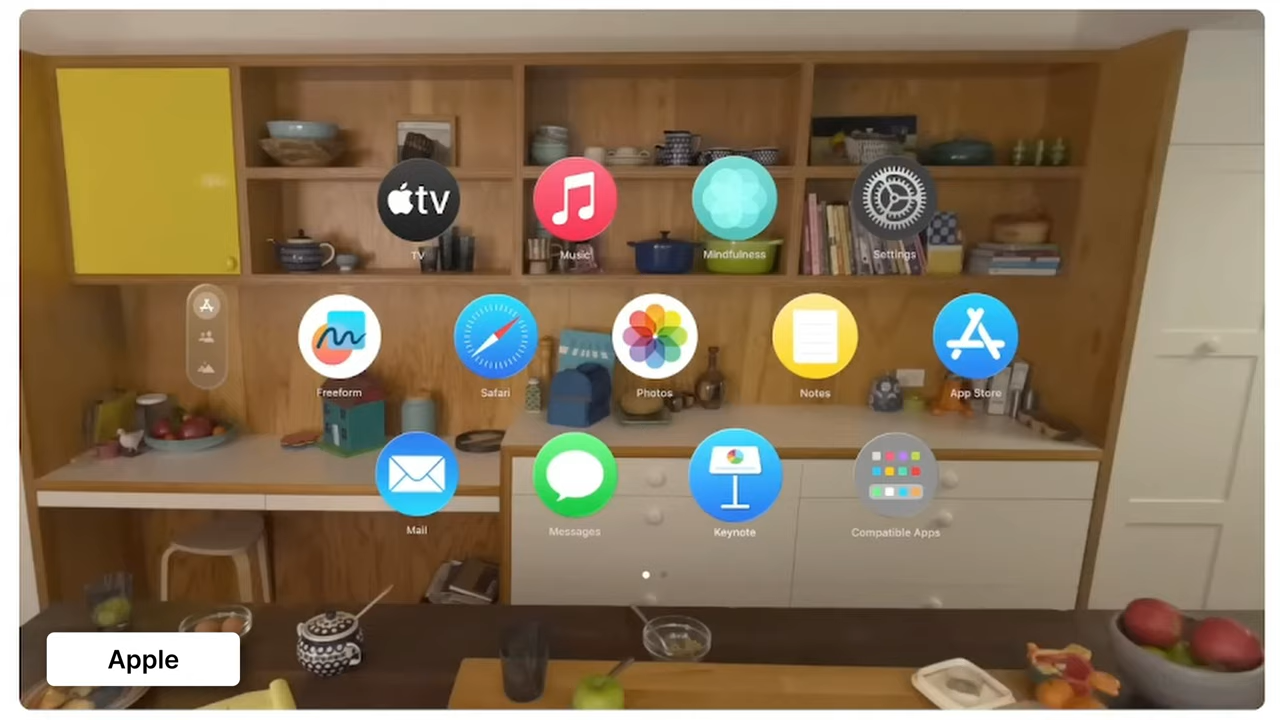 tv
TV
Music
Mindfulness
Settings
Freeform
Safari
Photos
Notes
App Store
Mail
Messages
Keynote
Compatible Apps
Apple